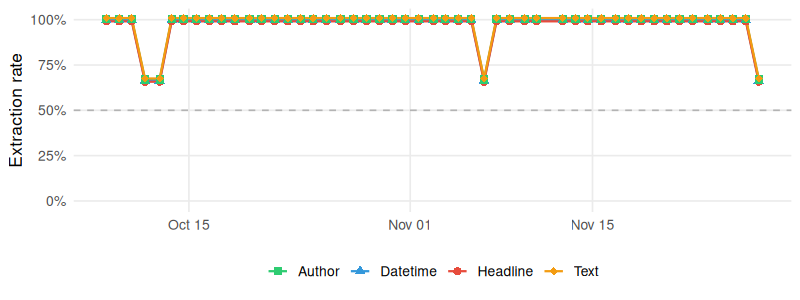 100%
75%
50%
25%
0%
Extraction rate
Oct 15 Nov 01 Nov 15
Author Datetime Headline Text